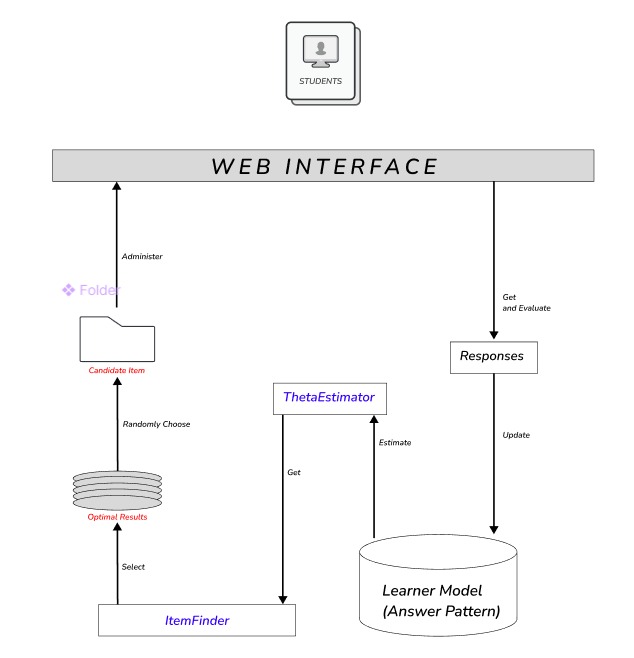 STUDENTS
WEB INTERFACE
Administer
Folder
Get
and Evaluate
Responses
Candidate Item
ThetaEstimator
Randomly Choose
Update
Estimate
Get
Optimal Results
Select
Learner Model
(Answer Pattern)
ItemFinder